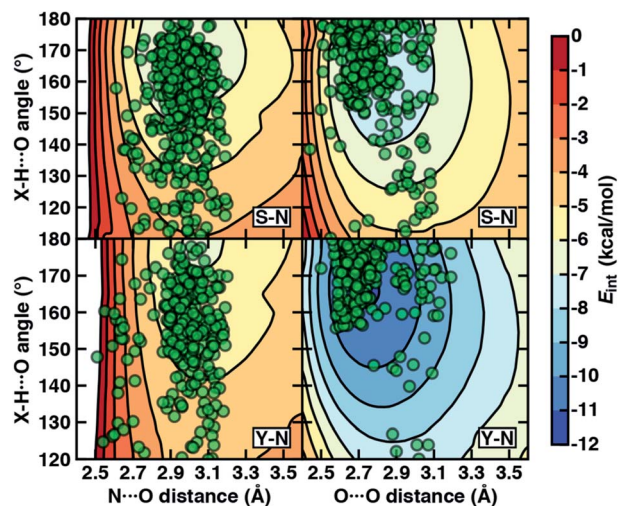 180
170
160
150
140
130
120
X-H···O angle (°)
S-N
S-N
180
170
160
150
140
130
120
X-H···O angle (°)
Y-N
Y-N
2.5 2.7 2.9 3.1 3.3 3.5
2.5 2.7 2.9 3.1 3.3 3.5
N···O distance (Å)
O···O distance (Å)
0
-1
-2
-3
-4
-5
-6
-7
-8
-9
-10
-11
-12
Eint (kcal/mol)